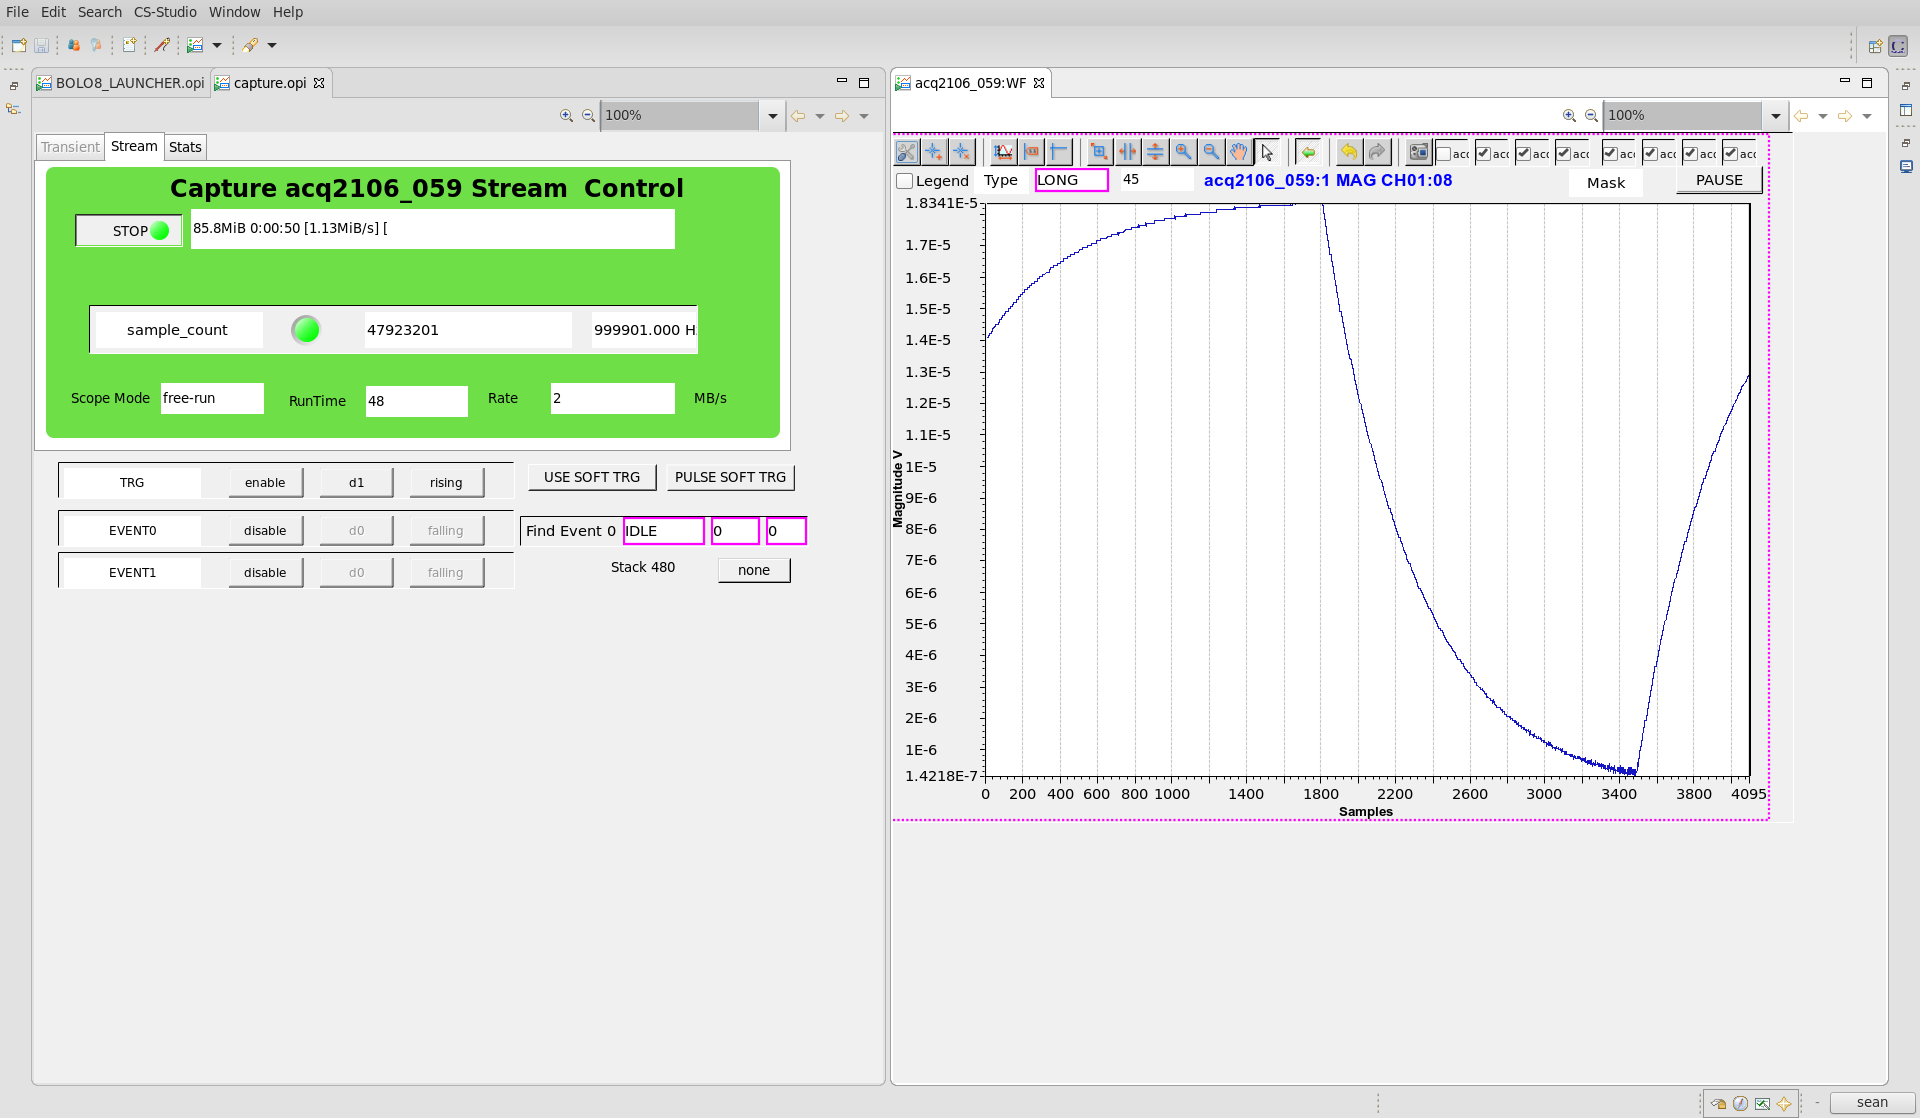 File Edit Search CS-Studio Window Help
BOLO8_LAUNCHER.opi capture.opi
100%
Transient Stream Stats
Capture acq2106_059 Stream Control
STOP 85.8MiB 0:00:50 [1.13MiB/s] [
sample_count 47923201 999901.000 H
Scope Mode free-run RunTime 48 Rate 2 MB/s
TRG enable d1 rising USE SOFT TRG PULSE SOFT TRG
EVENT0 disable d0 falling Find Event 0 IDLE 0 0
EVENT1 disable d0 falling Stack 480 none
acq2106_059:WF
100%
acc acc acc acc acc acc acc acc
Legend Type LONG 45 acq2106_059:1 MAG CH01:08 Mask PAUSE
Magnitude V
1.8341E-5
1.7E-5
1.6E-5
1.5E-5
1.4E-5
1.3E-5
1.2E-5
1.1E-5
1E-5
9E-6
8E-6
7E-6
6E-6
5E-6
4E-6
3E-6
2E-6
1E-6
1.4218E-7
0 200 400 600 800 1000 1400 1800 2200 2600 3000 3400 3800 4095
Samples
sean